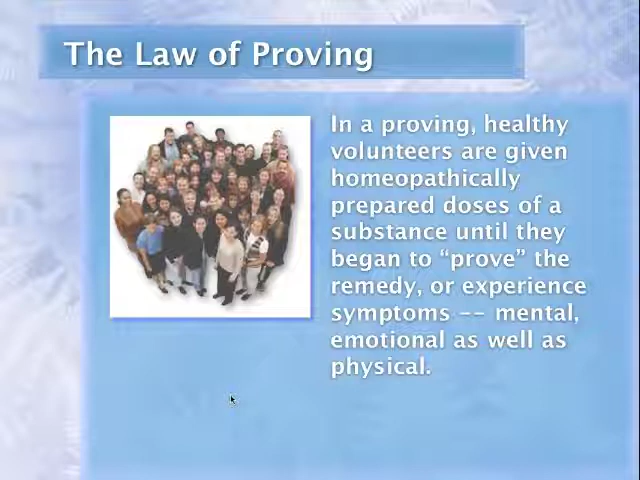 The Law of Proving
In a proving, healthy
volunteers are given
homeopathically
prepared doses of a
substance until they
began to “prove” the
remedy, or experience
symptoms -- mental,
emotional as well as
physical.